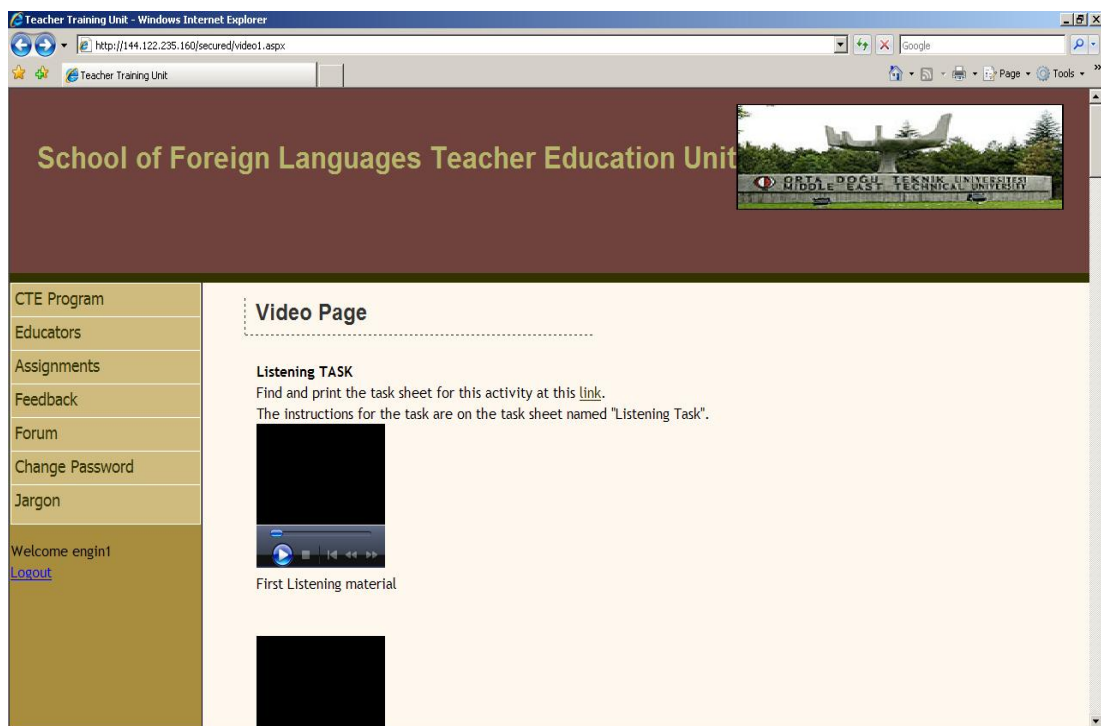 Teacher Training Unit - Windows Internet Explorer
http://144.122.235.160/secured/video1.aspx
Google
Teacher Training Unit
Page
Tools
School of Foreign Languages Teacher Education Unit
ORTA DOĞU TEKNİK ÜNİVERSİTESİ
MIDDLE EAST TECHNICAL UNIVERSITY
CTE Program
Educators
Assignments
Feedback
Forum
Change Password
Jargon
Welcome engin1
Logout
Video Page
Listening TASK
Find and print the task sheet for this activity at this link.
The instructions for the task are on the task sheet named "Listening Task".
First Listening material